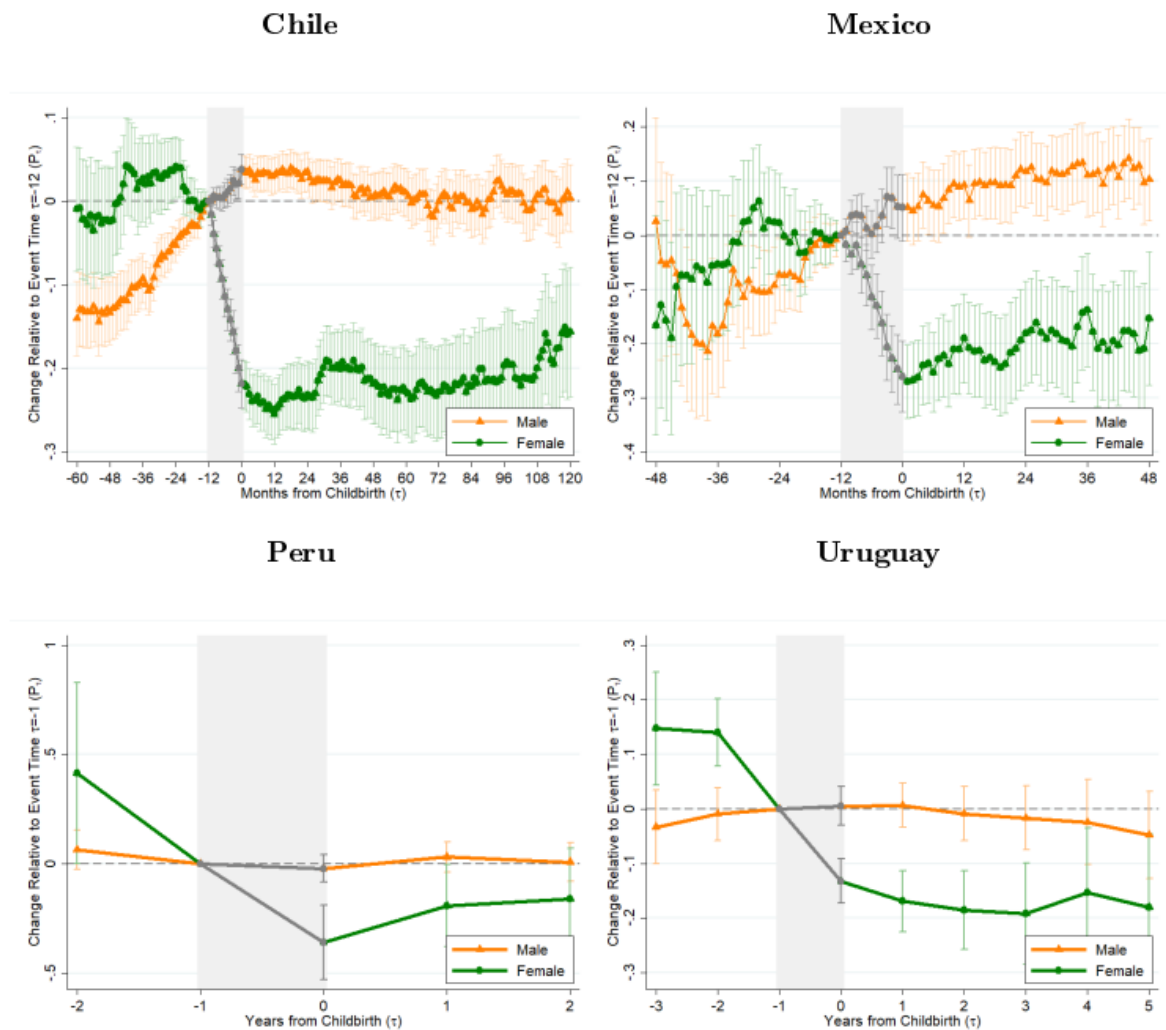 Chile
Mexico
Change Relative to Event Time τ=-12 (Pτ)
.1
0
-.1
-.2
-.3
-60 -48 -36 -24 -12 0 12 24 36 48 60 72 84 96 108 120
Months from Childbirth (τ)
Male
Female
Change Relative to Event Time τ=-12 (Pτ)
.2
.1
0
-.1
-.2
-.3
-.4
-48 -36 -24 -12 0 12 24 36 48
Months from Childbirth (τ)
Male
Female
Peru
Uruguay
Change Relative to Event Time τ=-1 (Pτ)
1
.5
0
-.5
-2 -1 0 1 2
Years from Childbirth (τ)
Male
Female
Change Relative to Event Time τ=-1 (Pτ)
.3
.2
.1
0
-.1
-.2
-.3
-3 -2 -1 0 1 2 3 4 5
Years from Childbirth (τ)
Male
Female